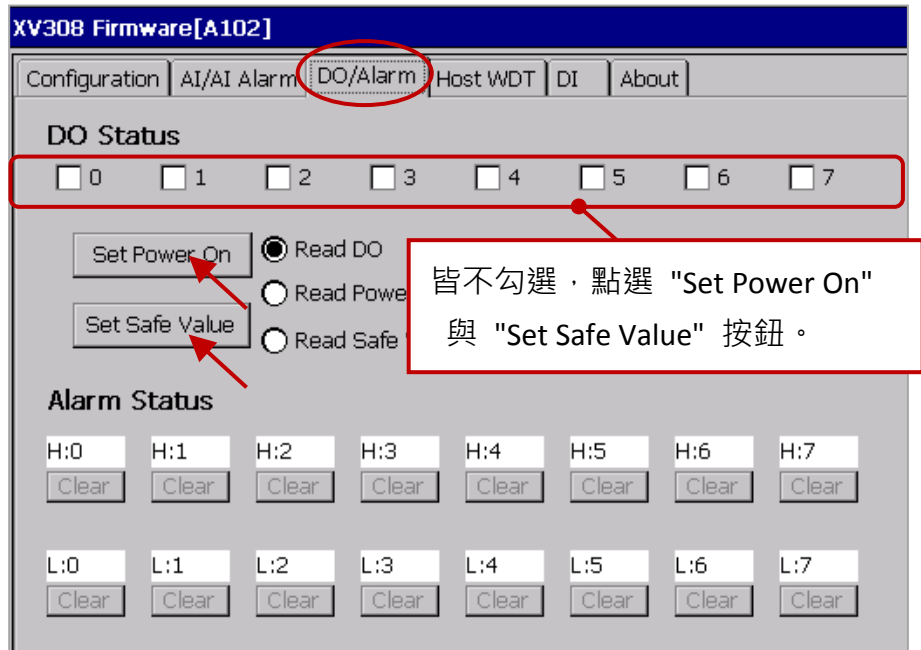 XV308 Firmware[A102]
Configuration AI/AI Alarm DO/Alarm Host WDT DI About
DO Status
0 1 2 3 4 5 6 7
Set Power On Read DO
Read Powe
Set Safe Value Read Safe
皆不勾選，點選 "Set Power On"
與 "Set Safe Value" 按鈕。
Alarm Status
H:0 H:1 H:2 H:3 H:4 H:5 H:6 H:7
Clear Clear Clear Clear Clear Clear Clear Clear
L:0 L:1 L:2 L:3 L:4 L:5 L:6 L:7
Clear Clear Clear Clear Clear Clear Clear Clear